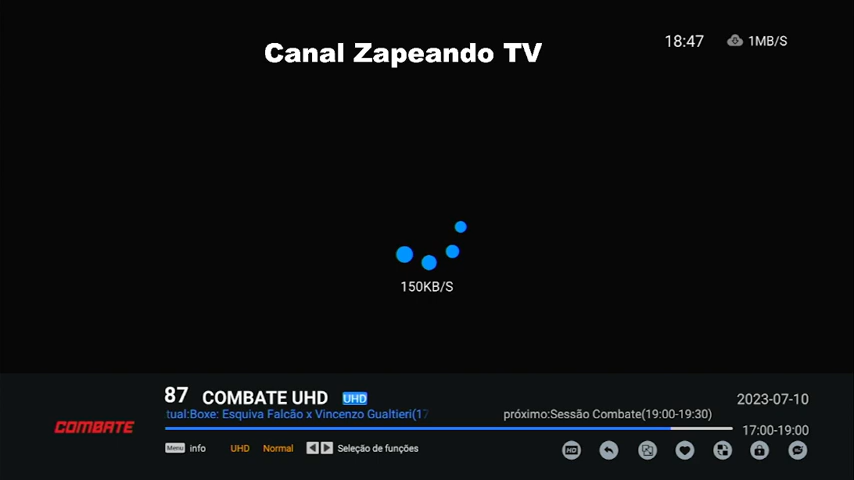 Canal Zapeando TV
18:47
1MB/S
150KB/S
87 COMBATE UHD UHD
2023-07-10
tual:Boxe: Esquiva Falcão x Vincenzo Gualtieri(17
próximo:Sessão Combate(19:00-19:30)
COMBATE
17:00-19:00
Menu info UHD Normal Seleção de funções
HD